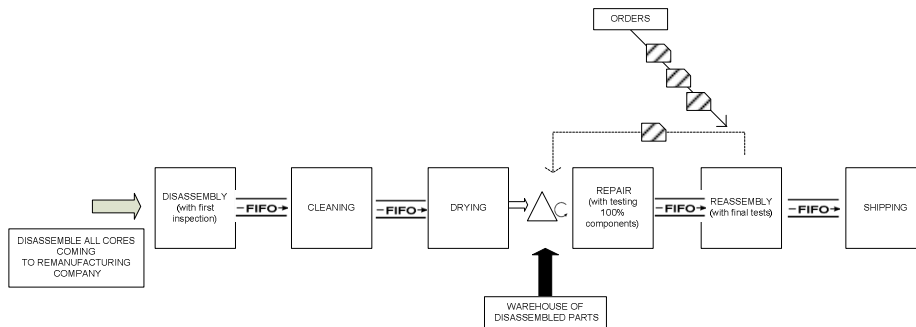 ORDERS
DISASSEMBLY
(with first
inspection)
FIFO
CLEANING
FIFO
DRYING
REPAIR
(with testing
100%
components)
FIFO
REASSEMBLY
(with final tests)
FIFO
SHIPPING
DISASSEMBLE ALL CORES
COMING
TO REMANUFACTURING
COMPANY
WAREHOUSE OF
DISASSEMBLED PARTS